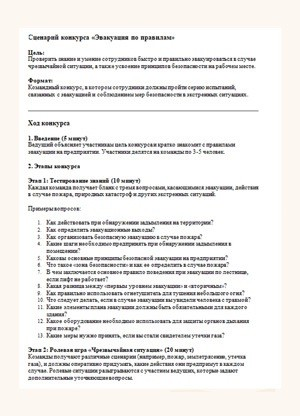 Сценарий конкурса «Эвакуация по правилам»
Цель:
Проверить знание и умение сотрудников быстро и правильно эвакуироваться в случае
чрезвычайной ситуации, а также усвоение принципов безопасности на рабочем месте.
Формат:
Командный конкурс, в котором сотрудники должны пройти серию испытаний,
связанных с эвакуацией и соблюдением мер безопасности в экстренных ситуациях.
Ход конкурса
1. Введение (5 минут)
Ведущий объясняет участникам цель конкурса и кратко знакомит с правилами
эвакуации на предприятии. Участники делятся на команды по 3-5 человек.
2. Этапы конкурса
Этап 1: Тестирование знаний (10 минут)
Каждая команда получает бланк с тремя вопросами, касающимися эвакуации, действий
в случае пожара, природных катастроф и других экстренных ситуаций.
Примеры вопросов:
1. Как действовать при обнаружении задымления на территории?
2. Как определить эвакуационные выходы?
3. Как организовать безопасную эвакуацию в случае пожара?
4. Какие шаги необходимо предпринять при обнаружении задымления в
помещении?
5. Каковы основные принципы безопасной эвакуации на предприятии?
6. Что такое «зона безопасности» и как ее определить в случае пожара?
7. В чем заключается основное правило поведения при эвакуации по лестнице,
если лифт не работает?
8. Какая разница между «первым уровнем эвакуации» и «вторичным»?
9. Как правильно использовать огнетушитель для тушения небольшого огня?
10. Что следует делать, если в случае эвакуации вы увидели человека с травмой?
11. Какие элементы плана эвакуации должны быть обязательными для каждого
здания?
12. Какое оборудование необходимо использовать для защиты органов дыхания
при пожаре?
13. Какие меры нужно принять, если вы стали свидетелем утечки газа?
Этап 2: Ролевая игра «Чрезвычайная ситуация» (20 минут)
Команды получают различные сценарии (например, пожар, землетрясение, утечка
газа), и должны оперативно придумать, какие действия они предпримут в каждом
случае. Ролевые ситуации разыгрываются с участием ведущих, которые задают
дополнительные уточняющие вопросы.